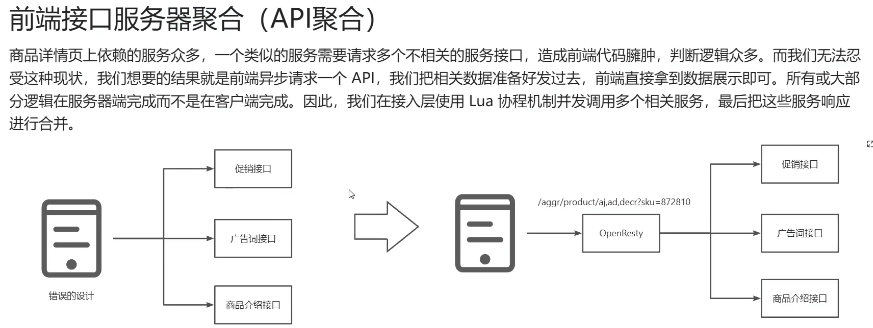 前端接口服务器聚合（API聚合）
商品详情页上依赖的服务众多，一个类似的服务需要请求多个不相关的服务接口，造成前端代码臃肿，判断逻辑众多。而我们无法忍
受这种现状，我们想要的结果就是前端异步请求一个 API，我们把相关数据准备好发过去，前端直接拿到数据展示即可。所有或大部
分逻辑在服务器端完成而不是在客户端完成。因此，我们在接入层使用 Lua 协程机制并发调用多个相关服务，最后把这些服务响应
进行合并。
促销接口
广告词接口
商品介绍接口
错误的设计
/aggr/product/aj,ad,decr?sku=872810
OpenResty
促销接口
广告词接口
商品介绍接口